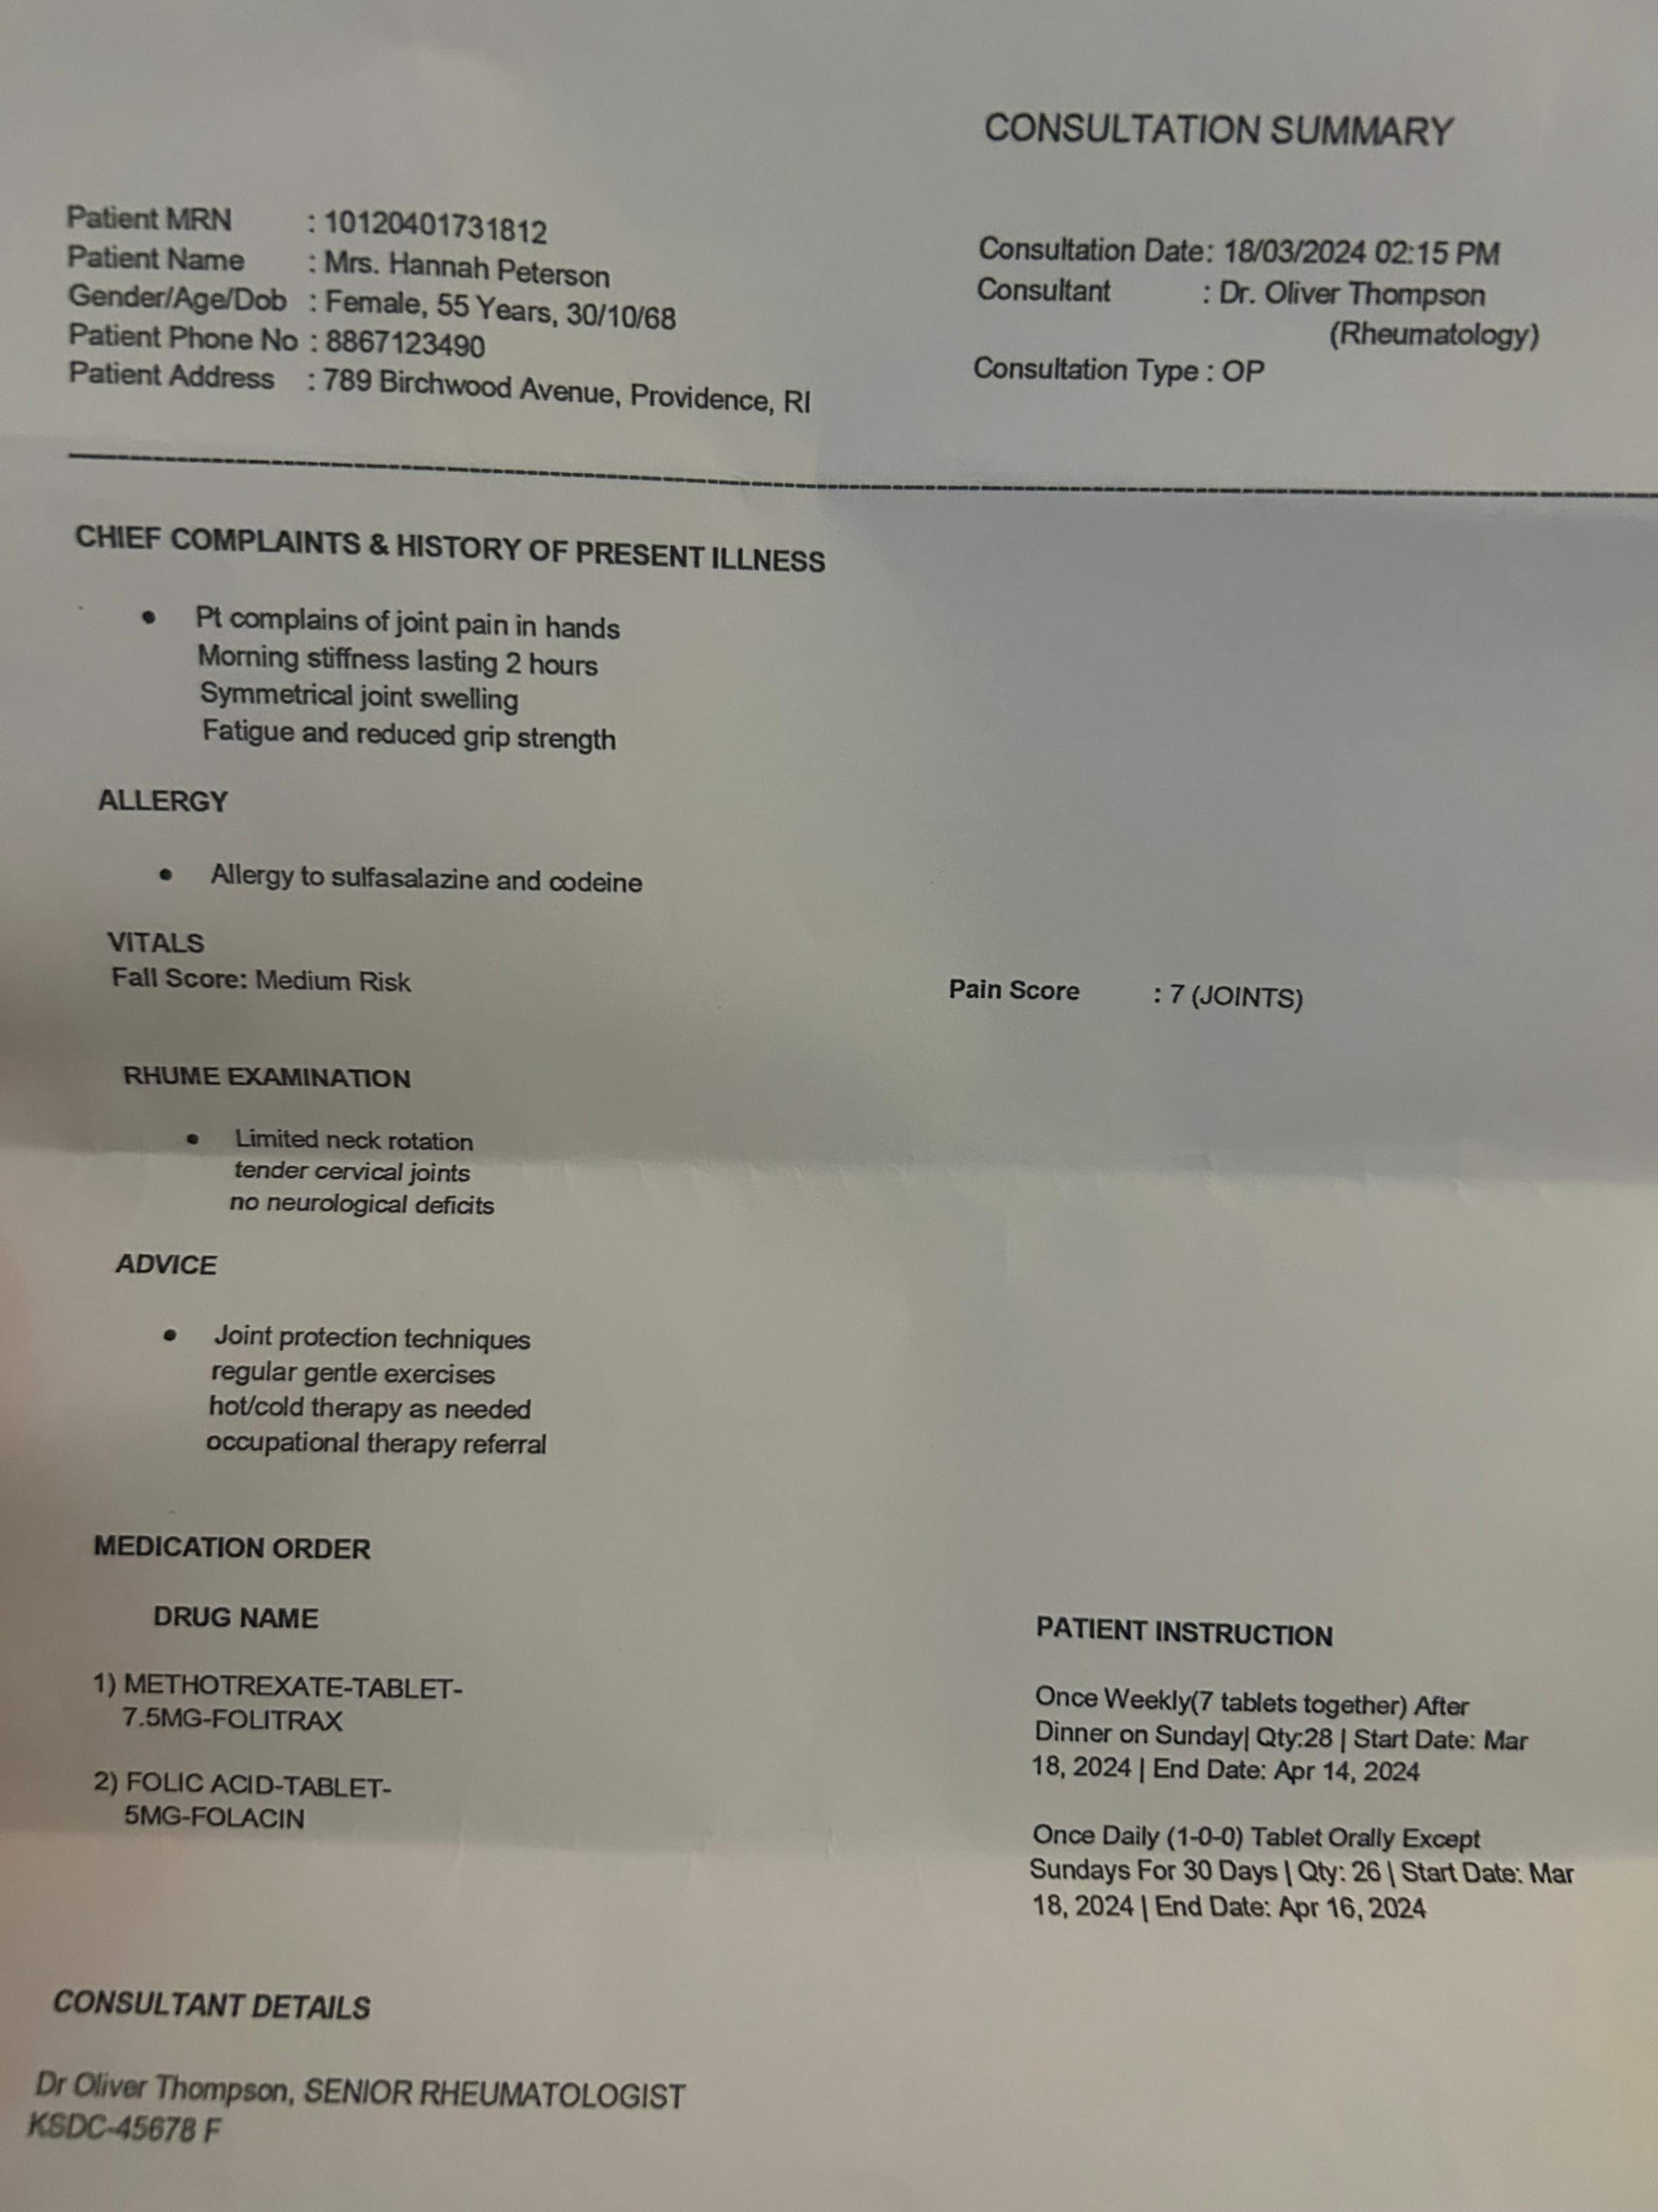 CONSULTATION SUMMARY
Patient MRN : 10120401731812
Patient Name : Mrs. Hannah Peterson
Gender/Age/Dob : Female, 55 Years, 30/10/68
Patient Phone No : 8867123490
Patient Address : 789 Birchwood Avenue, Providence, RI
Consultation Date: 18/03/2024 02:15 PM
Consultant : Dr. Oliver Thompson
(Rheumatology)
Consultation Type : OP
CHIEF COMPLAINTS & HISTORY OF PRESENT ILLNESS
• Pt complains of joint pain in hands
Morning stiffness lasting 2 hours
Symmetrical joint swelling
Fatigue and reduced grip strength
ALLERGY
• Allergy to sulfasalazine and codeine
VITALS
Fall Score: Medium Risk
Pain Score : 7 (JOINTS)
RHUME EXAMINATION
• Limited neck rotation
tender cervical joints
no neurological deficits
ADVICE
• Joint protection techniques
regular gentle exercises
hot/cold therapy as needed
occupational therapy referral
MEDICATION ORDER
DRUG NAME
1) METHOTREXATE-TABLET-
7.5MG-FOLITRAX
2) FOLIC ACID-TABLET-
5MG-FOLACIN
PATIENT INSTRUCTION
Once Weekly(7 tablets together) After
Dinner on Sunday| Qty:28 | Start Date: Mar
18, 2024 | End Date: Apr 14, 2024
Once Daily (1-0-0) Tablet Orally Except
Sundays For 30 Days | Qty: 26 | Start Date: Mar
18, 2024 | End Date: Apr 16, 2024
CONSULTANT DETAILS
Dr Oliver Thompson, SENIOR RHEUMATOLOGIST
KSDC-45678 F